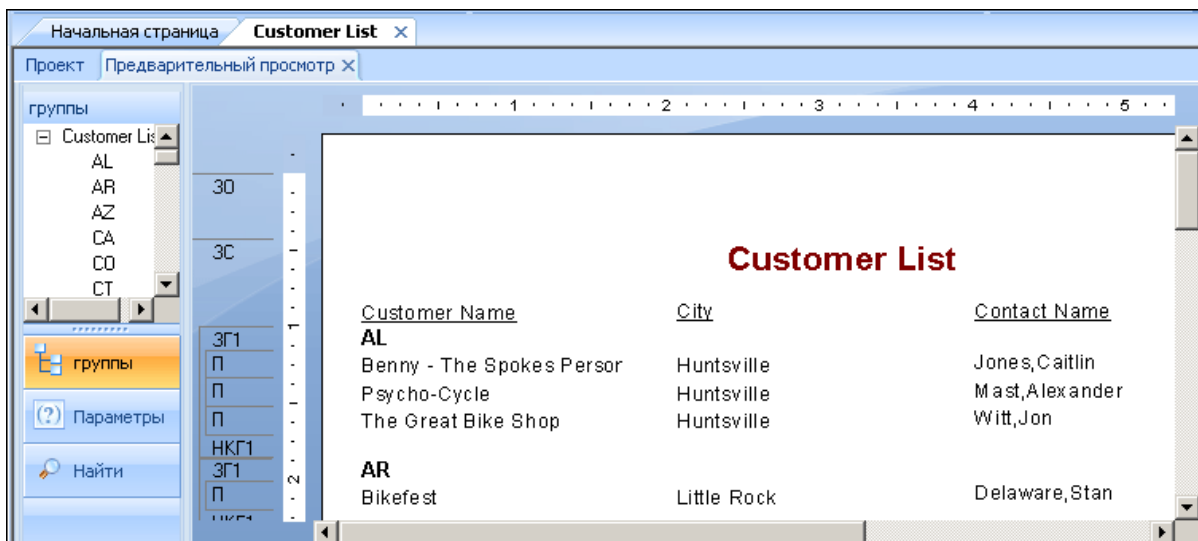 Начальная страница Customer List
Проект Предварительный просмотр
1 2 3 4 5
группы
Customer Lis
AL
AR
AZ
CA
CO
CT
ЗО
ЗС
Customer List
Customer Name City Contact Name
ЗГ1 AL
П Benny - The Spokes Persor Huntsville Jones,Caitlin
П Psycho-Cycle Huntsville Mast,Alexander
П The Great Bike Shop Huntsville Witt,Jon
НКГ1
ЗГ1 AR
П Bikefest Little Rock Delaware,Stan
1
2
группы
(?) Параметры
Найти